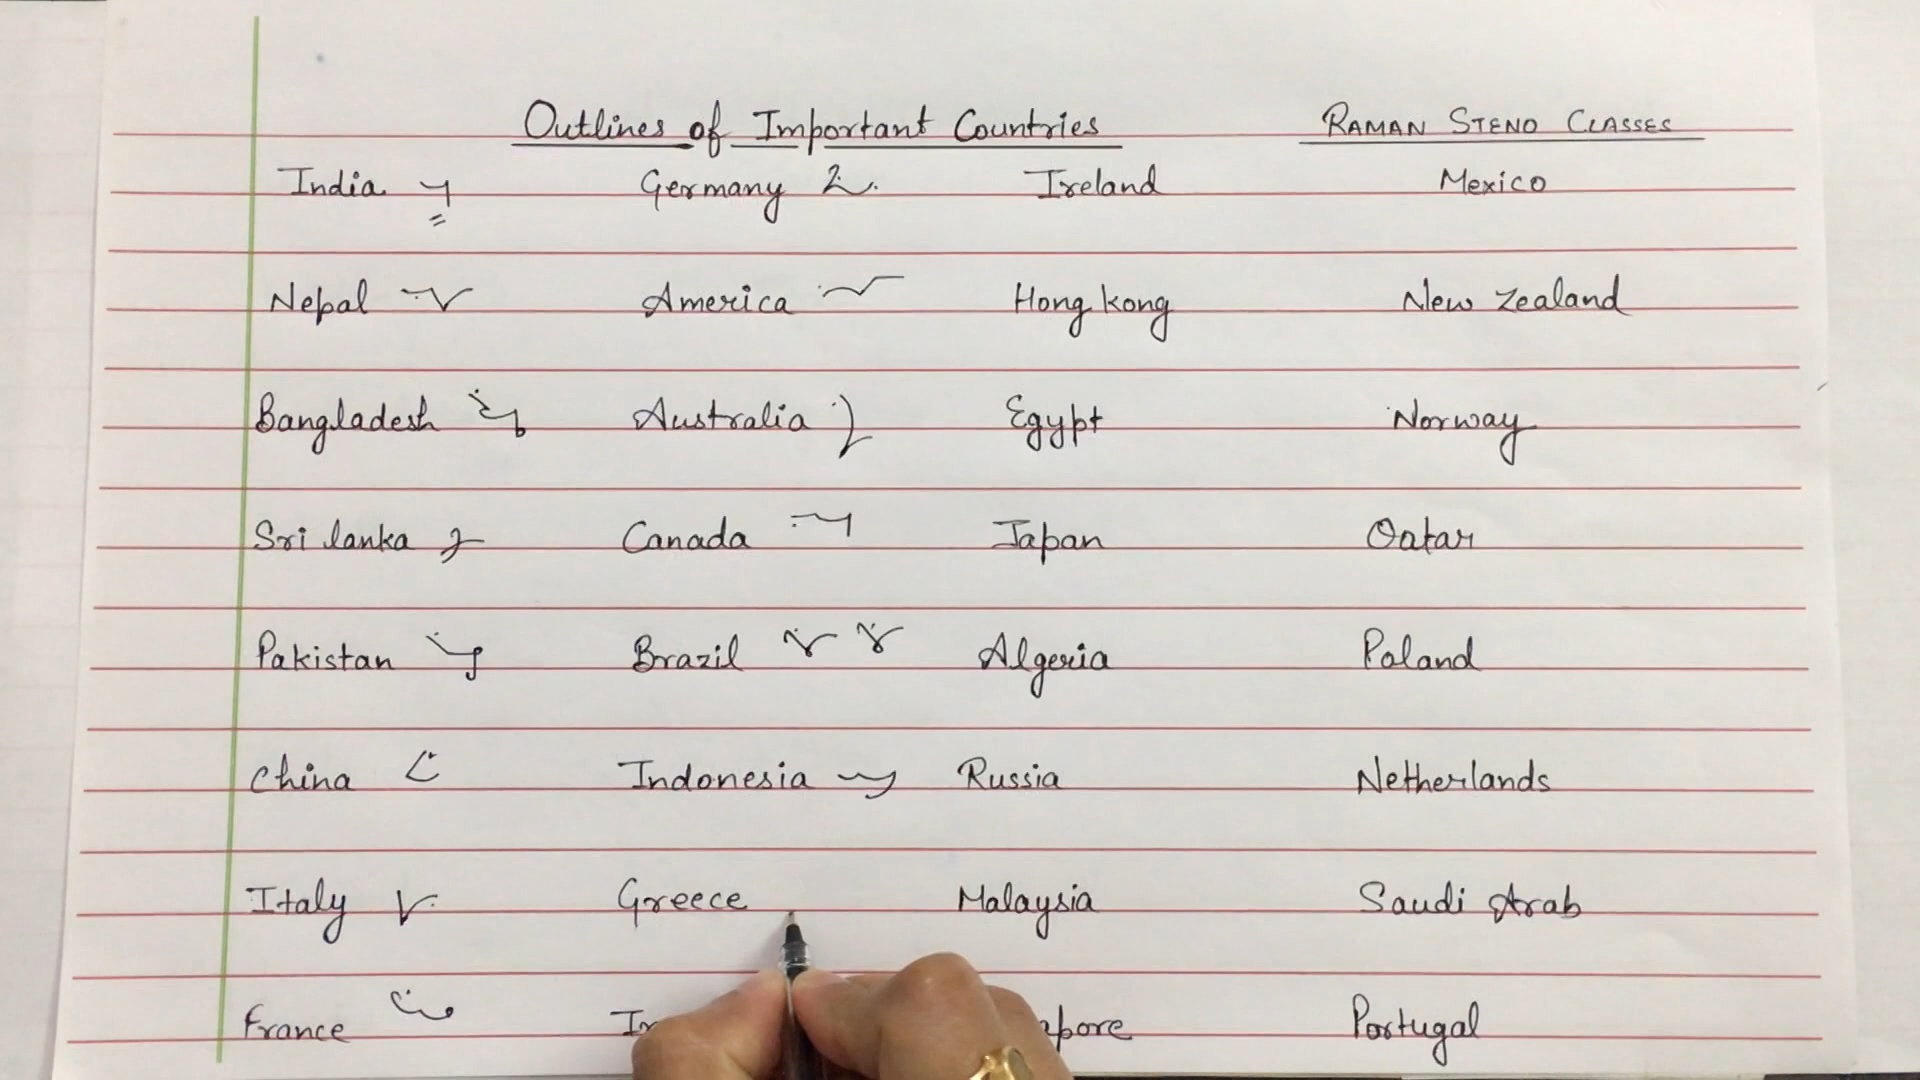 Outlines of Important Countries RAMAN STENO CLASSES
India Germany Ireland Mexico
Nepal America Hong kong New Zealand
Bangladesh Australia Egypt Norway
Sri lanka Canada Japan Qatar
Pakistan Brazil Algeria Poland
China Indonesia Russia Netherlands
Italy Greece Malaysia Saudi Arab
France Portugal